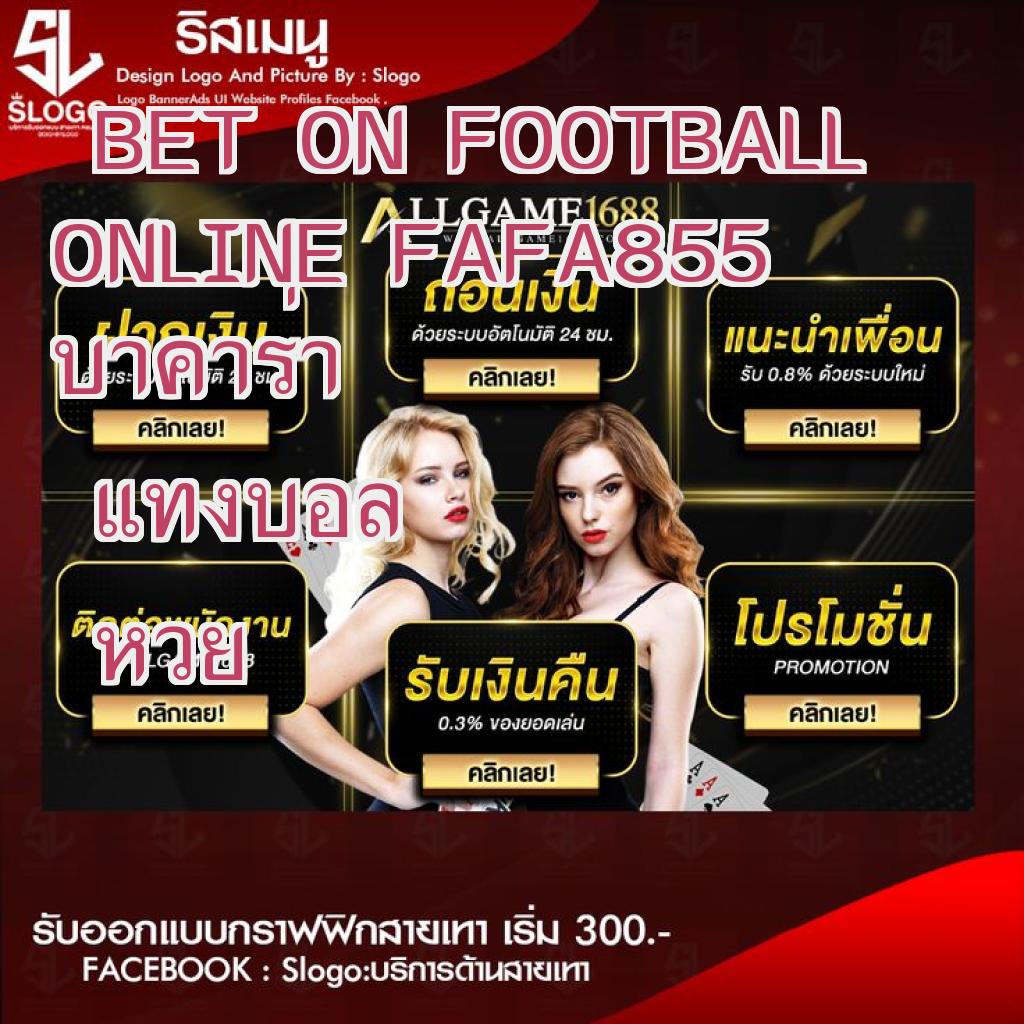 SL
ริสเมนู
Design Logo And Picture By : Slogo
SLOGO
Logo BannerAds UI Website Profiles Facebook .
BET ON FOOTBALL
ONLINE FAFA855
บาคาร่า
แทงบอล
หวย
ALLGAME1688
ฝากเงิน
คลิกเลย!
ถอนเงิน
ด้วยระบบอัตโนมัติ 24 ชม.
คลิกเลย!
แนะนำเพื่อน
รับ 0.8% ด้วยระบบใหม่
คลิกเลย!
คลิกเลย!
รับเงินคืน
0.3% ของยอดเล่น
คลิกเลย!
โปรโมชั่น
PROMOTION
คลิกเลย!
รับออกแบบกราฟฟิกสายเทา เริ่ม 300.-
FACEBOOK : Slogo:บริการด้านสายเทา